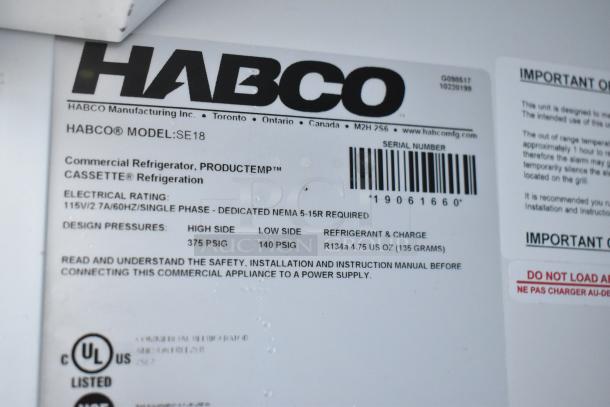 HABCO
G090517
10220199
HABCO Manufacturing Inc. • Toronto • Ontario • Canada • M2H 2S6 • www.habcomfg.com
HABCO® MODEL:SE18
SERIAL NUMBER
*19061660*
Commercial Refrigerator, PRODUCTEMP™
CASSETTE® Refrigeration
ELECTRICAL RATING:
115V/2.7A/60HZ/SINGLE PHASE - DEDICATED NEMA 5-15R REQUIRED
DESIGN PRESSURES: HIGH SIDE LOW SIDE REFRIGERANT & CHARGE
375 PSIG 140 PSIG R134a 4.76 US OZ (135 GRAMS)
READ AND UNDERSTAND THE SAFETY, INSTALLATION AND INSTRUCTION MANUAL BEFORE
CONNECTING THIS COMMERCIAL APPLIANCE TO A POWER SUPPLY.
C UL US
LISTED
COMMERCIAL REFRIGERATOR
NSF
IMPORTANT
This unit is designed to
The intended use of this
The out of range temperat
approximately 1 hour to
therefore the alarm may
temporarily silence the
located on the grill.
It is recommended you
Installation and Instruct
IMPORTANT
DO NOT LOAD
NE PAS CHARGER AU-DE